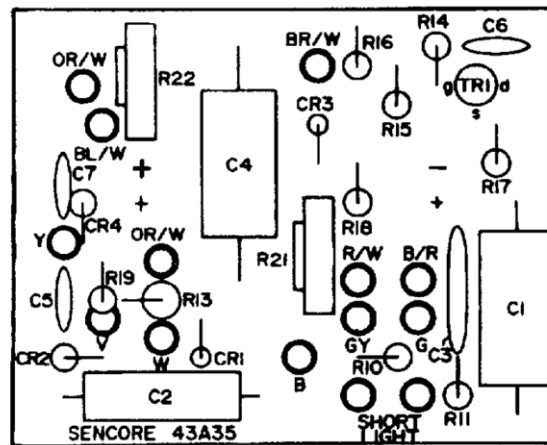 R14
C6
BR/W
R16
OR/W
R22
g TR1 d
s
CR3
R15
BL/W
C7
+
C4
−
R17
CR4
+
R18
+
Y
OR/W
R21
R/W
B/R
R19
C5
R13
C1
V
GY
G
C3
CR2
W
CR1
B
R10
C2
R11
SHORT
LIGHT
SENCORE 43A35